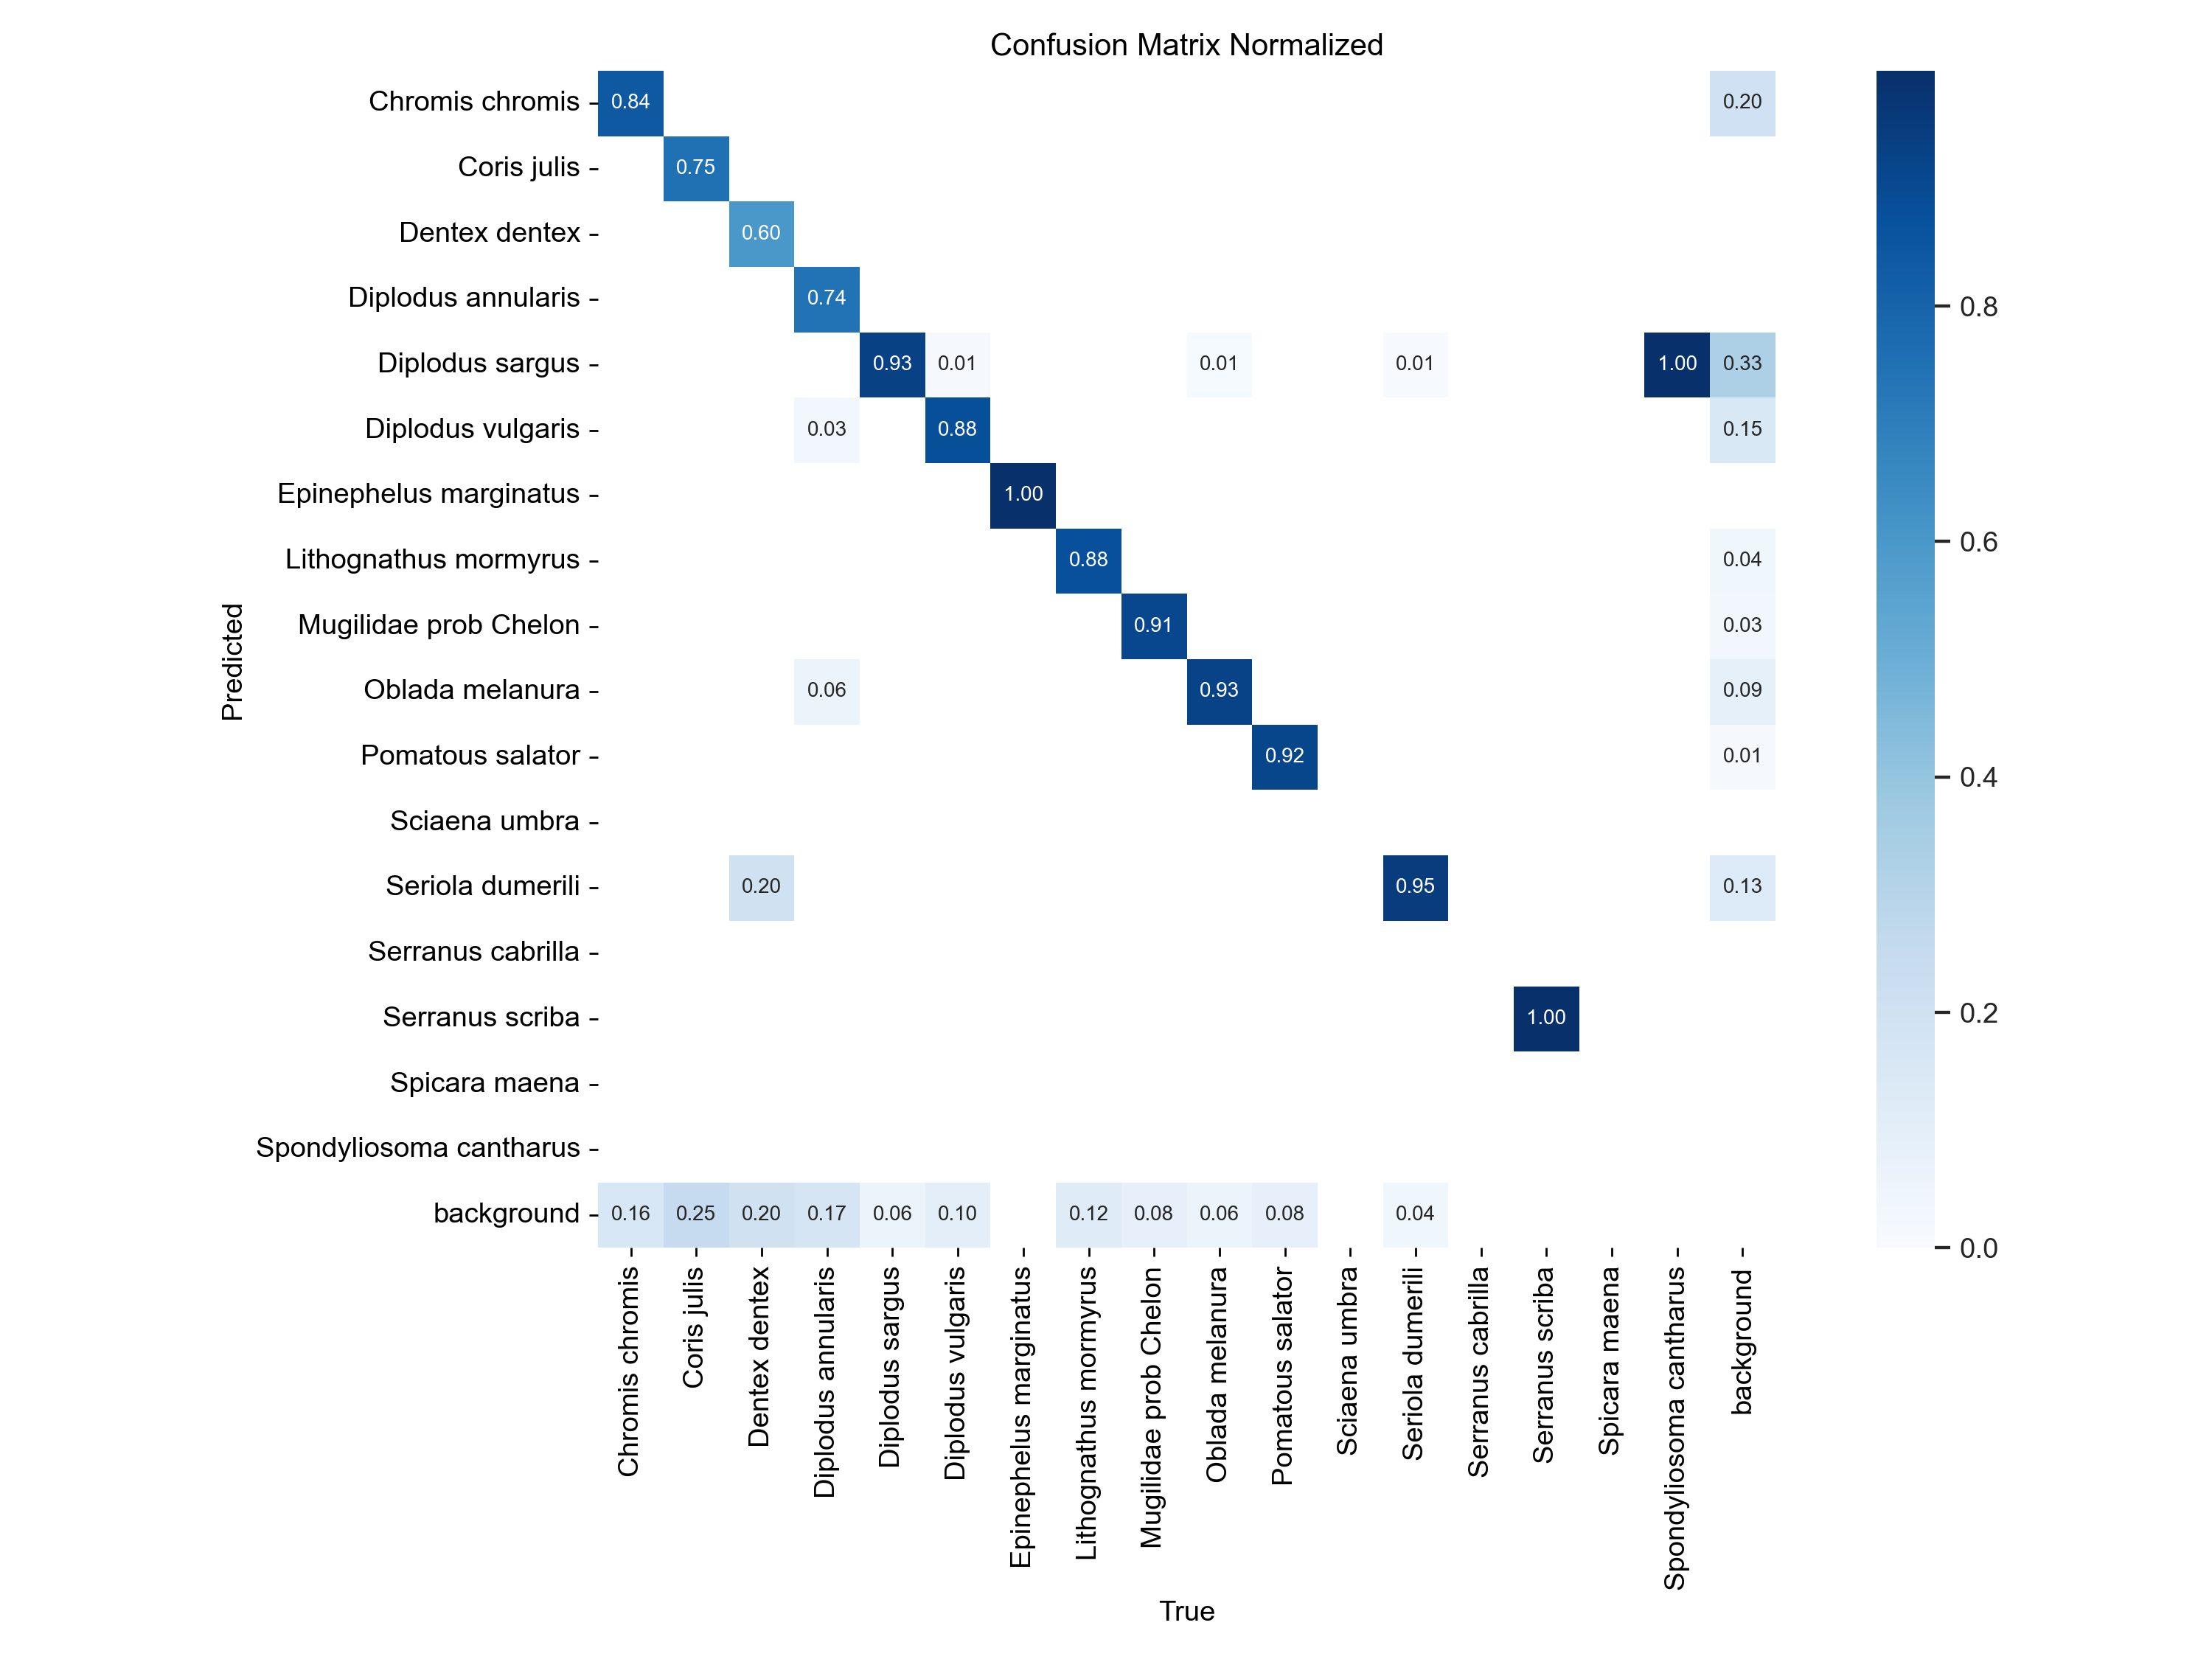 Confusion Matrix Normalized
Chromis chromis 0.84 0.20
Coris julis 0.75
Dentex dentex 0.60
Diplodus annularis 0.74
0.8
Diplodus sargus 0.93 0.01 0.01 0.01 1.00 0.33
Diplodus vulgaris 0.03 0.88 0.15
Epinephelus marginatus 1.00
0.6
Lithognathus mormyrus 0.88 0.04
Mugilidae prob Chelon 0.91 0.03
Predicted
Oblada melanura 0.06 0.93 0.09
Pomatous salator 0.92 0.01
0.4
Sciaena umbra
Seriola dumerili 0.20 0.95 0.13
Serranus cabrilla
Serranus scriba 1.00
0.2
Spicara maena
Spondyliosoma cantharus
background 0.16 0.25 0.20 0.17 0.06 0.10 0.12 0.08 0.06 0.08 0.04
0.0
Chromis chromis
Coris julis
Dentex dentex
Diplodus annularis
Diplodus sargus
Diplodus vulgaris
Epinephelus marginatus
Lithognathus mormyrus
Mugilidae prob Chelon
Oblada melanura
Pomatous salator
Sciaena umbra
Seriola dumerili
Serranus cabrilla
Serranus scriba
Spicara maena
Spondyliosoma cantharus
background
True